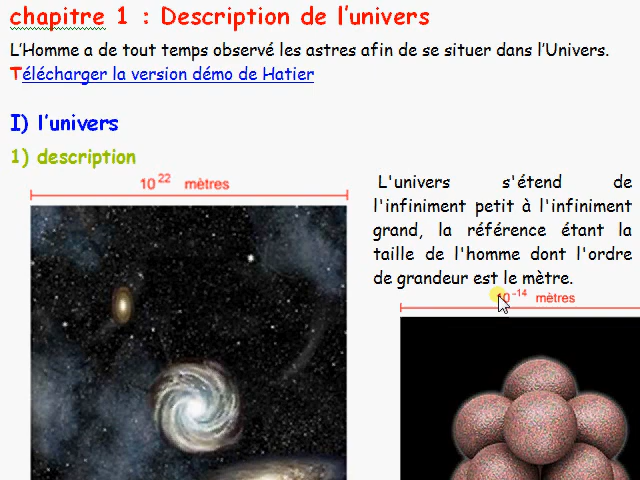 chapitre 1 : Description de l'univers
L'Homme a de tout temps observé les astres afin de se situer dans l'Univers.
Télécharger la version démo de Hatier
I) l'univers
1) description
10²² mètres
L'univers s'étend de
l'infiniment petit à l'infiniment
grand, la référence étant la
taille de l'homme dont l'ordre
de grandeur est le mètre.
10⁻¹⁴ mètres